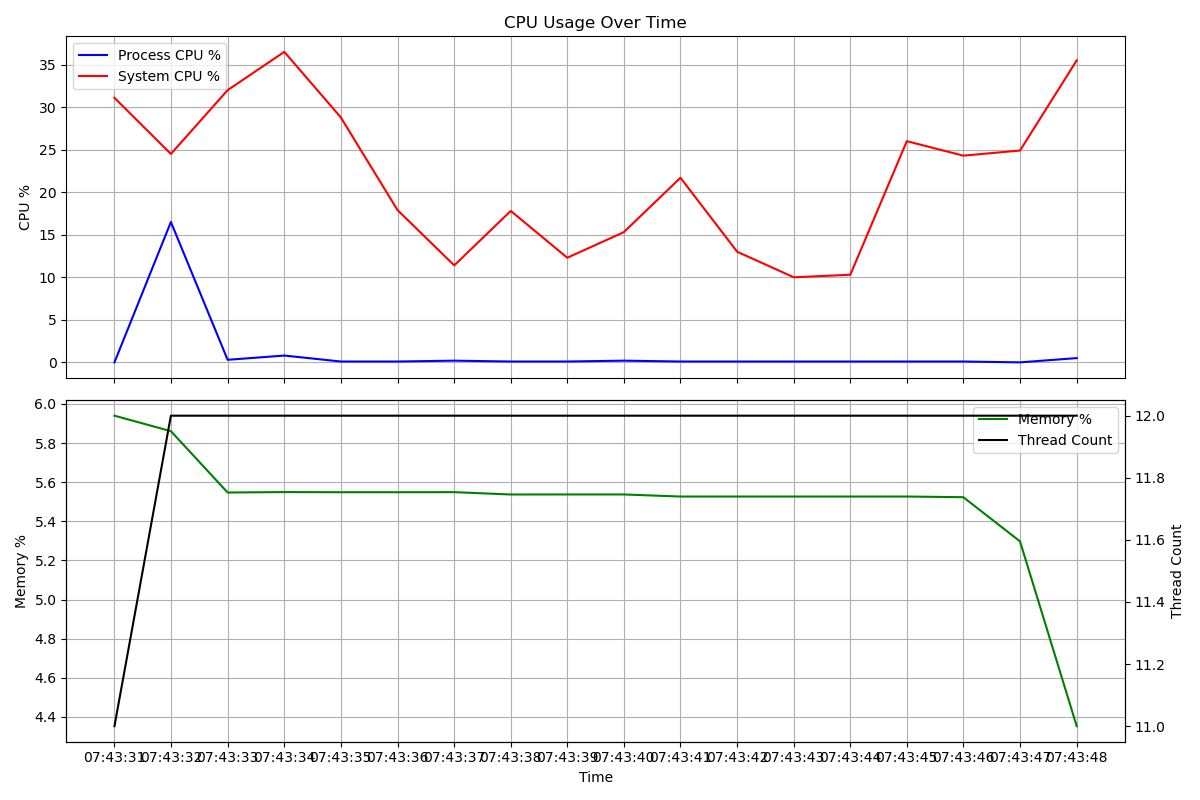 CPU Usage Over Time
Process CPU %
System CPU %
CPU %
35
30
25
20
15
10
5
0
Memory %
Thread Count
Memory %
6.0
5.8
5.6
5.4
5.2
5.0
4.8
4.6
4.4
12.0
11.8
11.6
11.4
11.2
11.0
Thread Count
07:43:31 07:43:32 07:43:33 07:43:34 07:43:35 07:43:36 07:43:37 07:43:38 07:43:39 07:43:40 07:43:41 07:43:42 07:43:43 07:43:44 07:43:45 07:43:46 07:43:47 07:43:48
Time